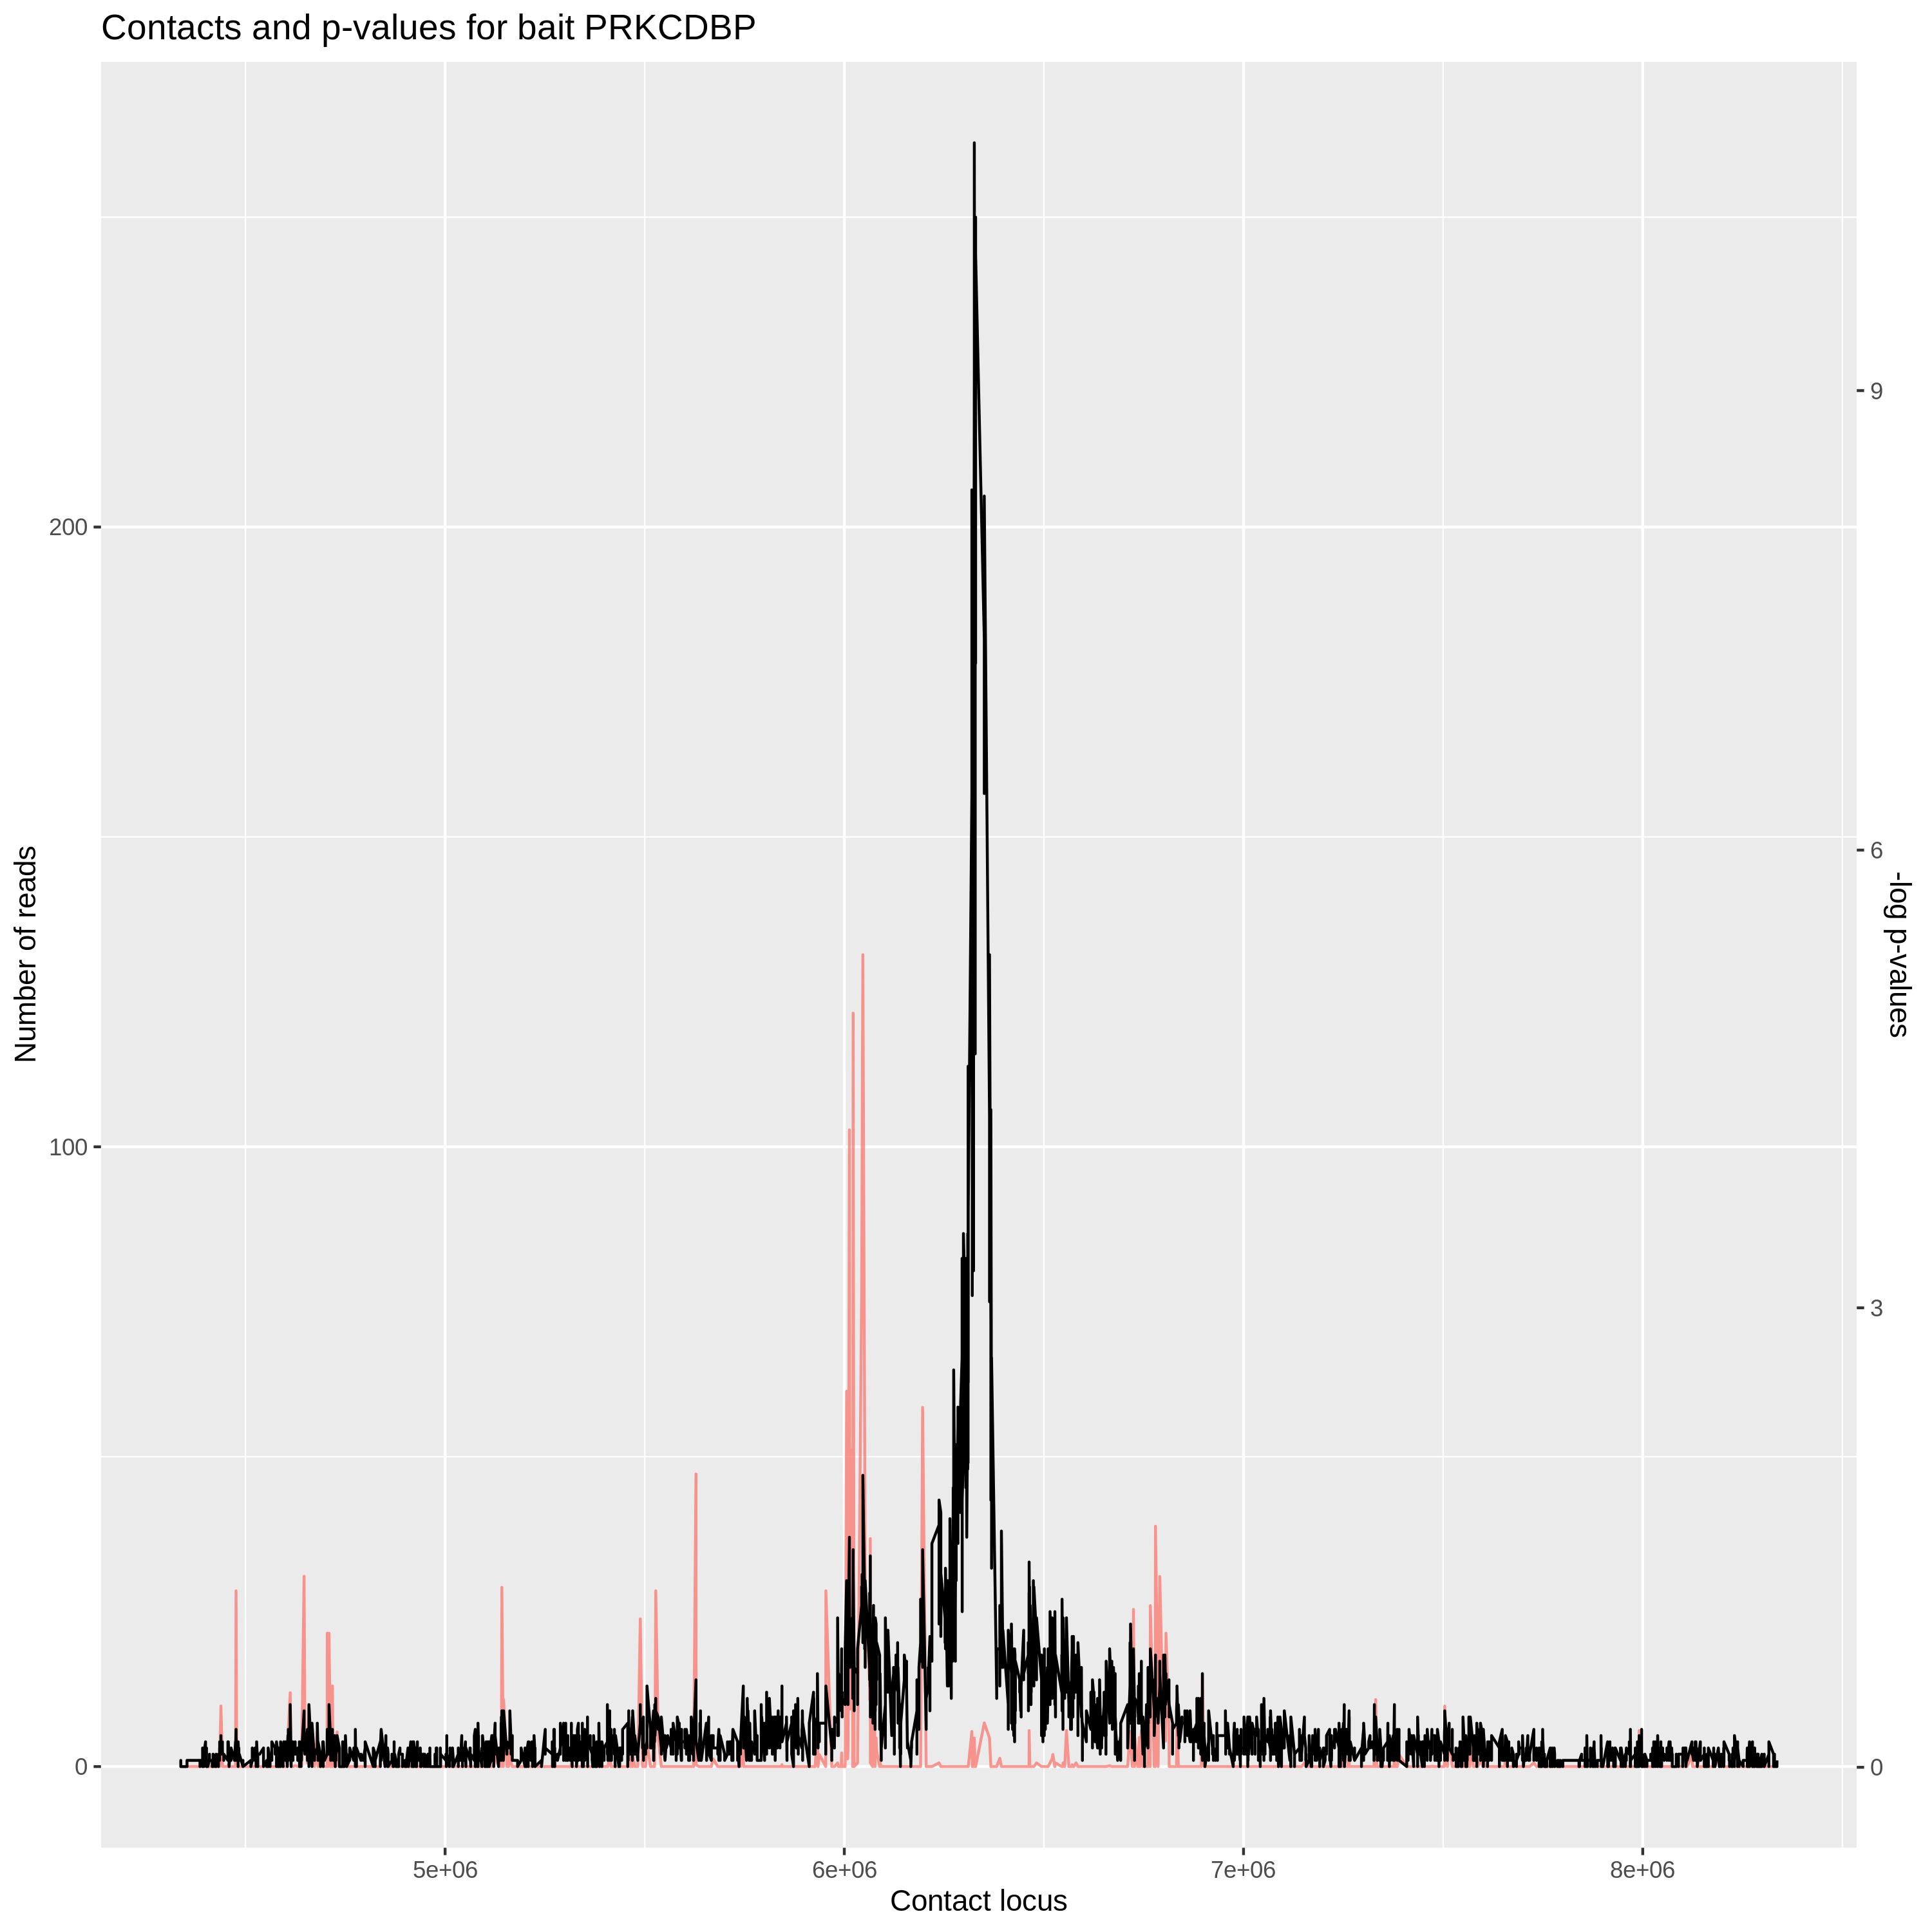 Contacts and p-values for bait PRKCDBP
Number of reads
200
100
0
9
6
3
0
-log p-values
5e+06
6e+06
7e+06
8e+06
Contact locus